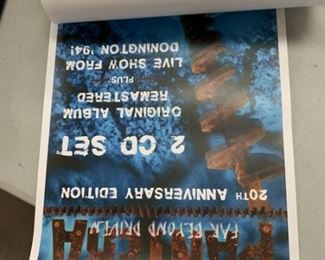 PANTERA
FAR BEYOND DRIVEN
20TH ANNIVERSARY EDITION
2 CD SET
ORIGINAL ALBUM
REMASTERED
PLUS
LIVE SHOW FROM
DONINGTON '94!